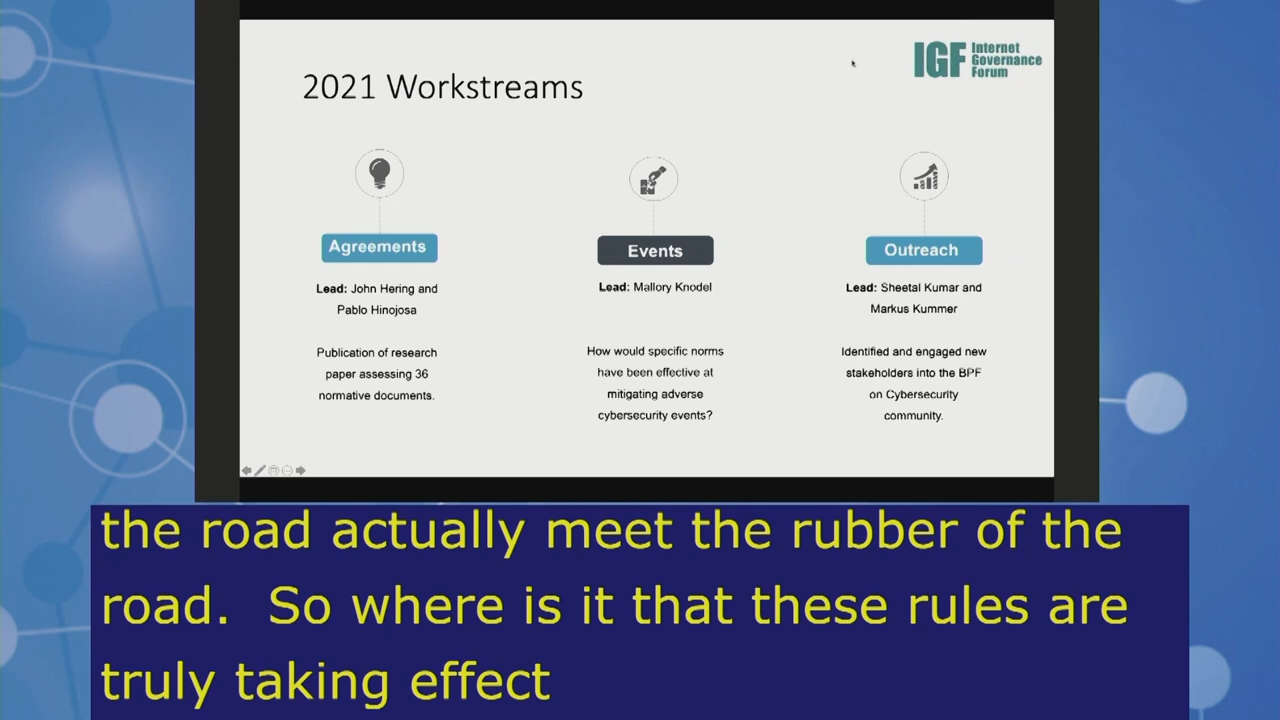 IGF Internet
Governance
Forum
2021 Workstreams
Agreements
Lead: John Hering and
Pablo Hinojosa
Publication of research
paper assessing 36
normative documents.
Events
Lead: Mallory Knodel
How would specific norms
have been effective at
mitigating adverse
cybersecurity events?
Outreach
Lead: Sheetal Kumar and
Markus Kummer
Identified and engaged new
stakeholders into the BPF
on Cybersecurity
community.
the road actually meet the rubber of the
road.  So where is it that these rules are
truly taking effect